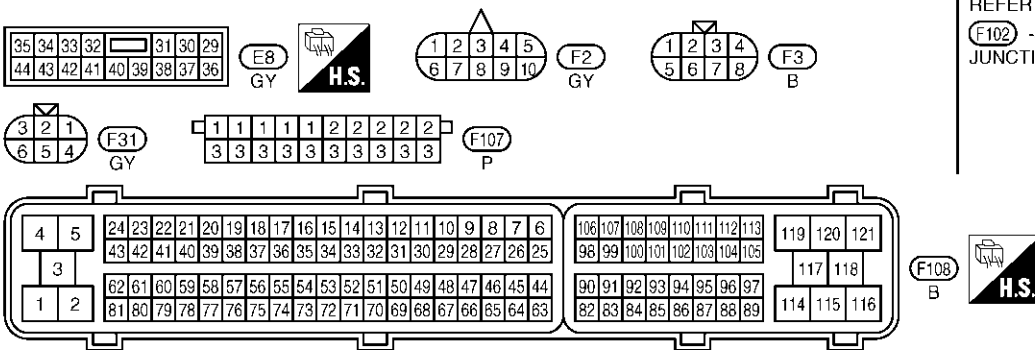 REFER
F102 -
JUNCTI
35 34 33 32 31 30 29
44 43 42 41 40 39 38 37 36
E8
GY
H.S.
1 2 3 4 5
6 7 8 9 10
F2
GY
1 2 3 4
5 6 7 8
F3
B
3 2 1
6 5 4
F31
GY
1 1 1 1 1 2 2 2 2 2
3 3 3 3 3 3 3 3 3 3
F107
P
4 5
3
1 2
24 23 22 21 20 19 18 17 16 15 14 13 12 11 10 9 8 7 6
43 42 41 40 39 38 37 36 35 34 33 32 31 30 29 28 27 26 25
62 61 60 59 58 57 56 55 54 53 52 51 50 49 48 47 46 45 44
81 80 79 78 77 76 75 74 73 72 71 70 69 68 67 66 65 64 63
106 107 108 109 110 111 112 113
98 99 100 101 102 103 104 105
90 91 92 93 94 95 96 97
82 83 84 85 86 87 88 89
119 120 121
117 118
114 115 116
F108
B
H.S.